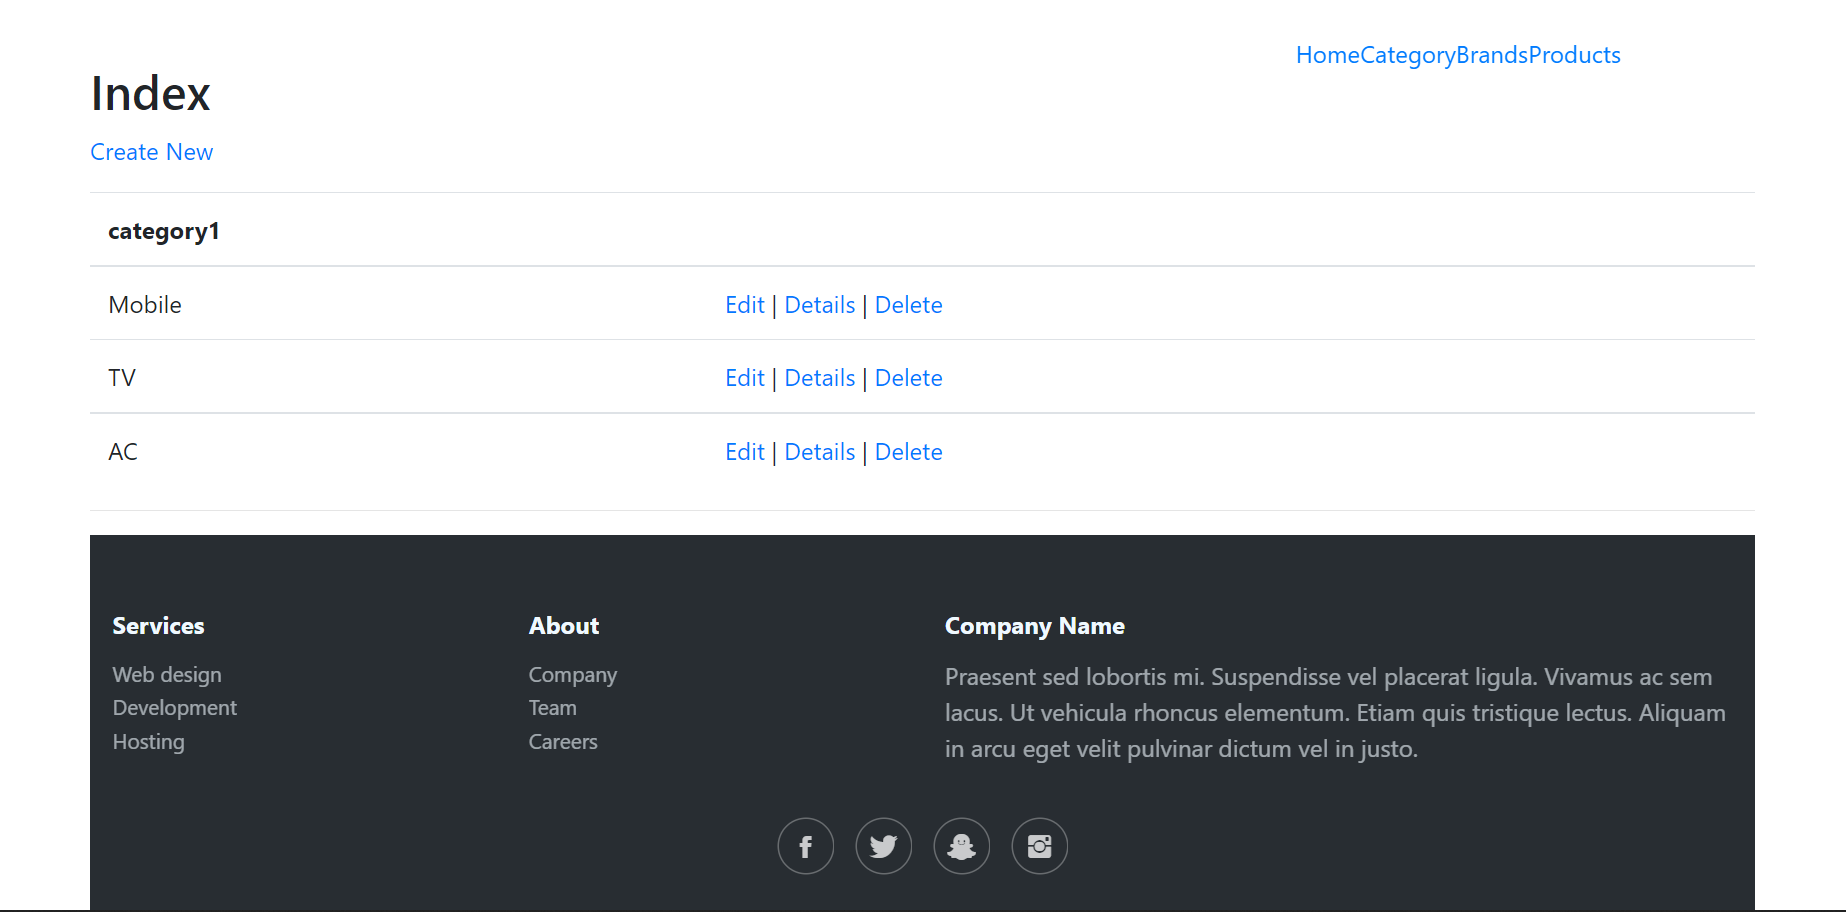 HomeCategoryBrandsProducts
Index
Create New
category1
Mobile Edit | Details | Delete
TV Edit | Details | Delete
AC Edit | Details | Delete
Services
Web design
Development
Hosting
About
Company
Team
Careers
Company Name
Praesent sed lobortis mi. Suspendisse vel placerat ligula. Vivamus ac sem
lacus. Ut vehicula rhoncus elementum. Etiam quis tristique lectus. Aliquam
in arcu eget velit pulvinar dictum vel in justo.